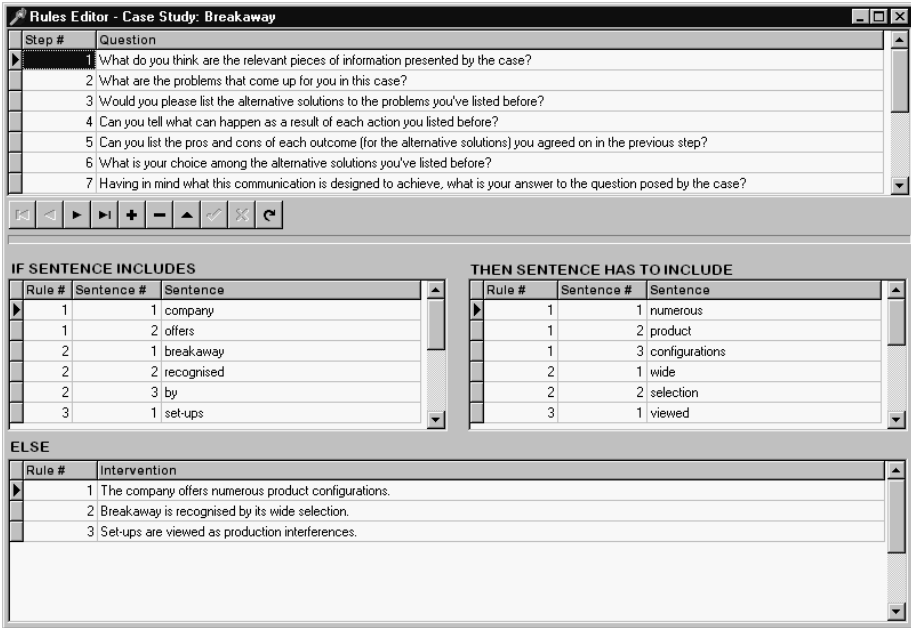 Rules Editor - Case Study: Breakaway
Step # Question
1 What do you think are the relevant pieces of information presented by the case?
2 What are the problems that come up for you in this case?
3 Would you please list the alternative solutions to the problems you've listed before?
4 Can you tell what can happen as a result of each action you listed before?
5 Can you list the pros and cons of each outcome (for the alternative solutions) you agreed on in the previous step?
6 What is your choice among the alternative solutions you've listed before?
7 Having in mind what this communication is designed to achieve, what is your answer to the question posed by the case?
IF SENTENCE INCLUDES
Rule # Sentence # Sentence
1 1 company
1 2 offers
2 1 breakaway
2 2 recognised
2 3 by
3 1 set-ups
THEN SENTENCE HAS TO INCLUDE
Rule # Sentence # Sentence
1 1 numerous
1 2 product
1 3 configurations
2 1 wide
2 2 selection
3 1 viewed
ELSE
Rule # Intervention
1 The company offers numerous product configurations.
2 Breakaway is recognised by its wide selection.
3 Set-ups are viewed as production interferences.